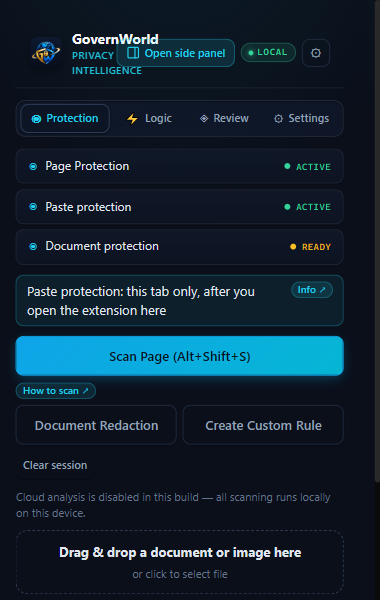 GovernWorld
PRIVACY
INTELLIGENCE
Open side panel
LOCAL
Protection
Logic
Review
Settings
Page Protection
ACTIVE
Paste protection
ACTIVE
Document protection
READY
Paste protection: this tab only, after you
open the extension here
Info ↗
Scan Page (Alt+Shift+S)
How to scan ↗
Document Redaction
Create Custom Rule
Clear session
Cloud analysis is disabled in this build — all scanning runs locally
on this device.
Drag & drop a document or image here
or click to select file